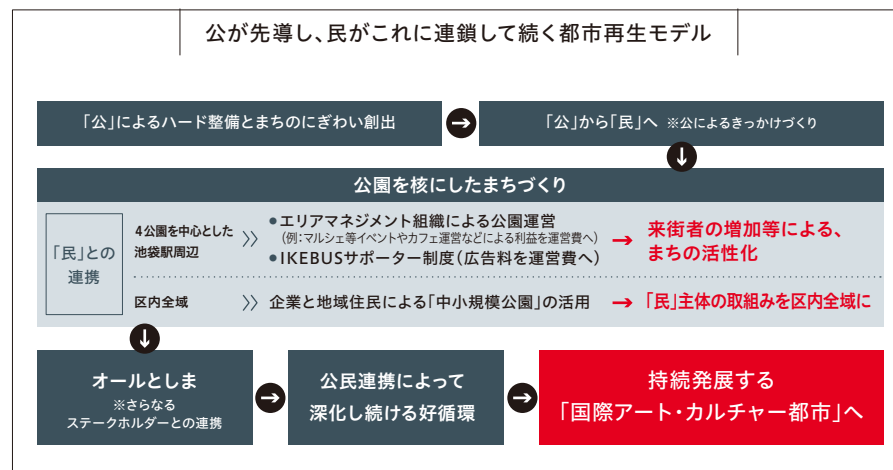 公が先導し、民がこれに連鎖して続く都市再生モデル
「公」によるハード整備とまちのにぎわい創出
→
「公」から「民」へ ※公によるきっかけづくり
↓
公園を核にしたまちづくり
「民」との
連携
4公園を中心とした
池袋駅周辺
》
●エリアマネジメント組織による公園運営
(例：マルシェ等イベントやカフェ運営などによる利益を運営費へ)
●IKEBUSサポーター制度(広告料を運営費へ)
→
来街者の増加等による、
まちの活性化
区内全域
》
企業と地域住民による「中小規模公園」の活用
→
「民」主体の取組みを区内全域に
↓
オールとしま
※さらなる
ステークホルダーとの連携
→
公民連携によって
深化し続ける好循環
→
持続発展する
「国際アート・カルチャー都市」へ